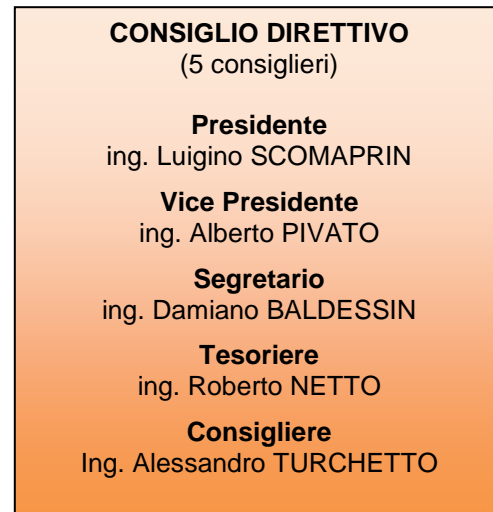 CONSIGLIO DIRETTIVO
(5 consiglieri)
Presidente
ing. Luigino SCOMAPRIN
Vice Presidente
ing. Alberto PIVATO
Segretario
ing. Damiano BALDESSIN
Tesoriere
ing. Roberto NETTO
Consigliere
Ing. Alessandro TURCHETTO